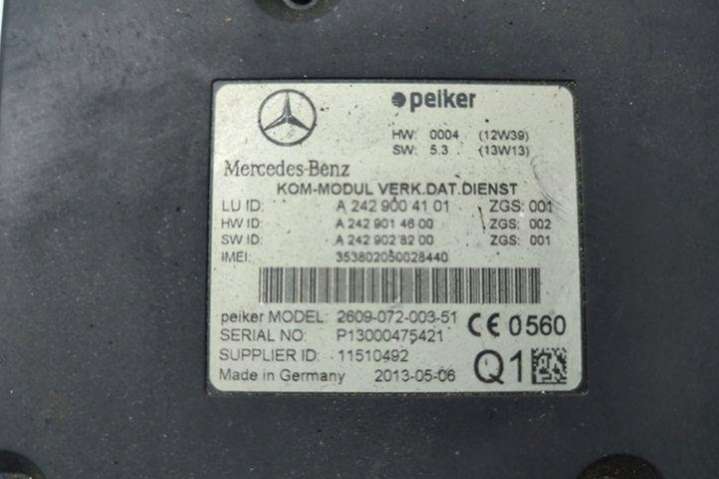 peiker
HW: 0004 (12W39)
SW: 5.3 (13W13)
Mercedes-Benz
KOM-MODUL VERK.DAT.DIENST
LU ID: A 242 900 41 01 ZGS: 001
HW ID: A 242 901 46 00 ZGS: 002
SW ID: A 242 902 82 00 ZGS: 001
IMEI: 353802050028440
peiker MODEL: 2609-072-003-51
SERIAL NO: P13000475421
CE 0560
SUPPLIER ID: 11510492
Made in Germany 2013-05-06
Q1